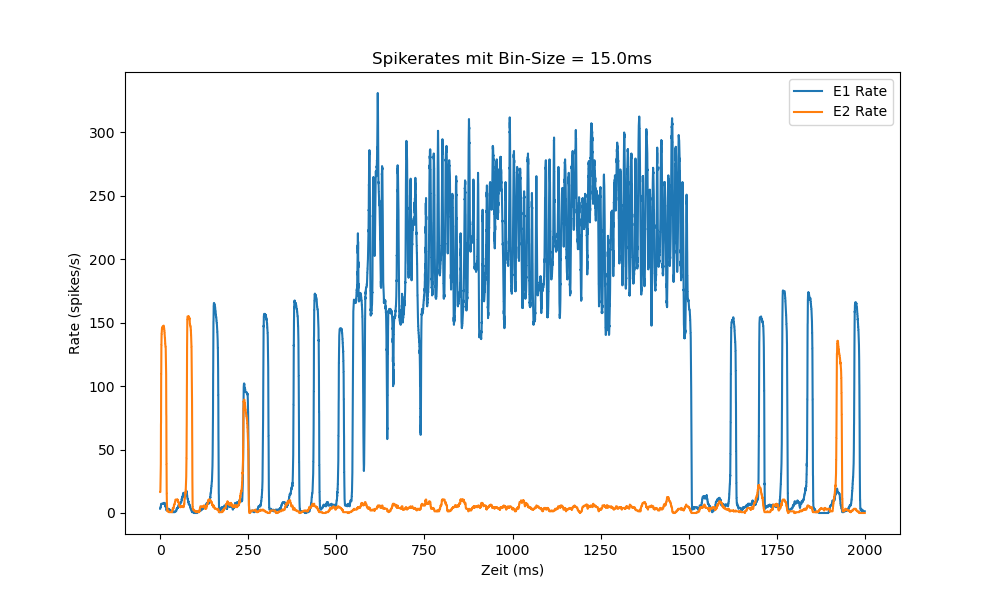 Spikerates mit Bin-Size = 15.0ms
E1 Rate
E2 Rate
Rate (spikes/s)
300
250
200
150
100
50
0
0 250 500 750 1000 1250 1500 1750 2000
Zeit (ms)